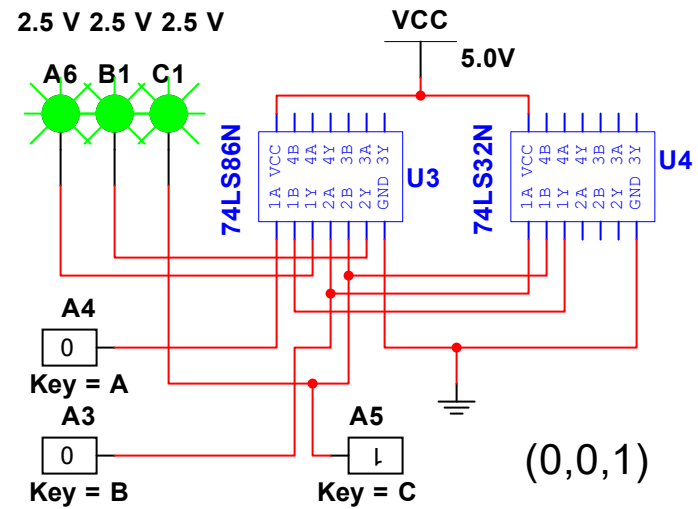 2.5 V 2.5 V 2.5 V
VCC
5.0V
A6 B1 C1
74LS86N
VCC 4B 4A 4Y 3B 3A 3Y
1A 1B 1Y 2A 2B 2Y GND
U3
74LS32N
VCC 4B 4A 4Y 3B 3A 3Y
1A 1B 1Y 2A 2B 2Y GND
U4
A4
0
Key = A
A3
0
Key = B
A5
1
Key = C
(0,0,1)